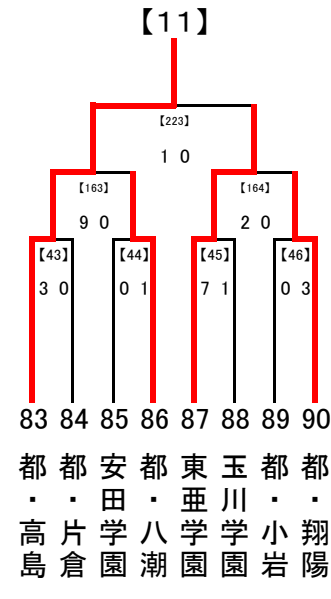 【11】
【223】
1 0
【163】 【164】
9 0 2 0
【43】 【44】 【45】 【46】
3 0 0 1 7 1 0 3
83 84 85 86 87 88 89 90
都・高島
都・片倉
安田学園
都・八潮
東亜学園
玉川学園
都・小岩
都・翔陽